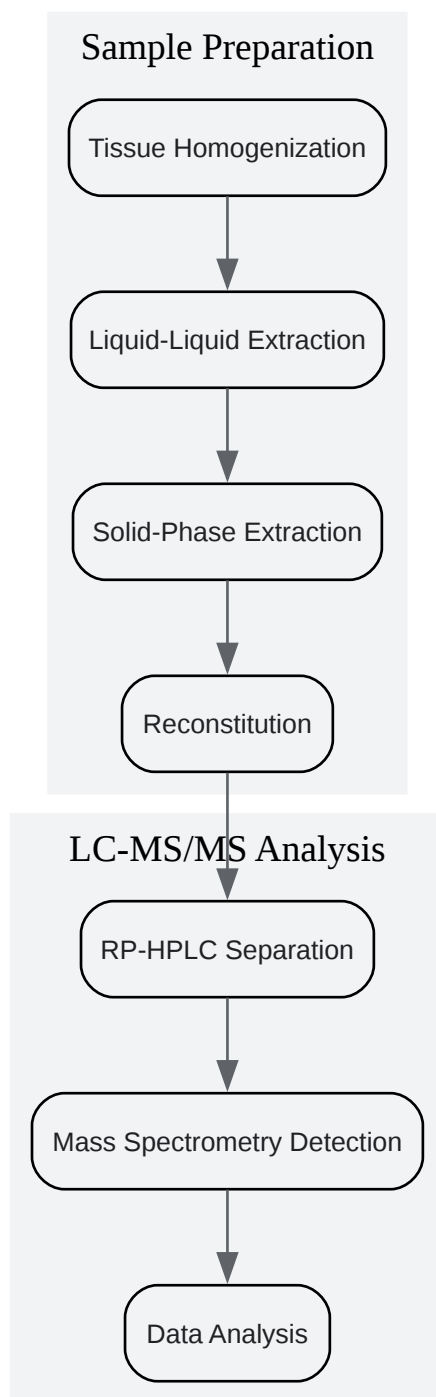 Sample Preparation
Tissue Homogenization
Liquid-Liquid Extraction
Solid-Phase Extraction
Reconstitution
LC-MS/MS Analysis
RP-HPLC Separation
Mass Spectrometry Detection
Data Analysis